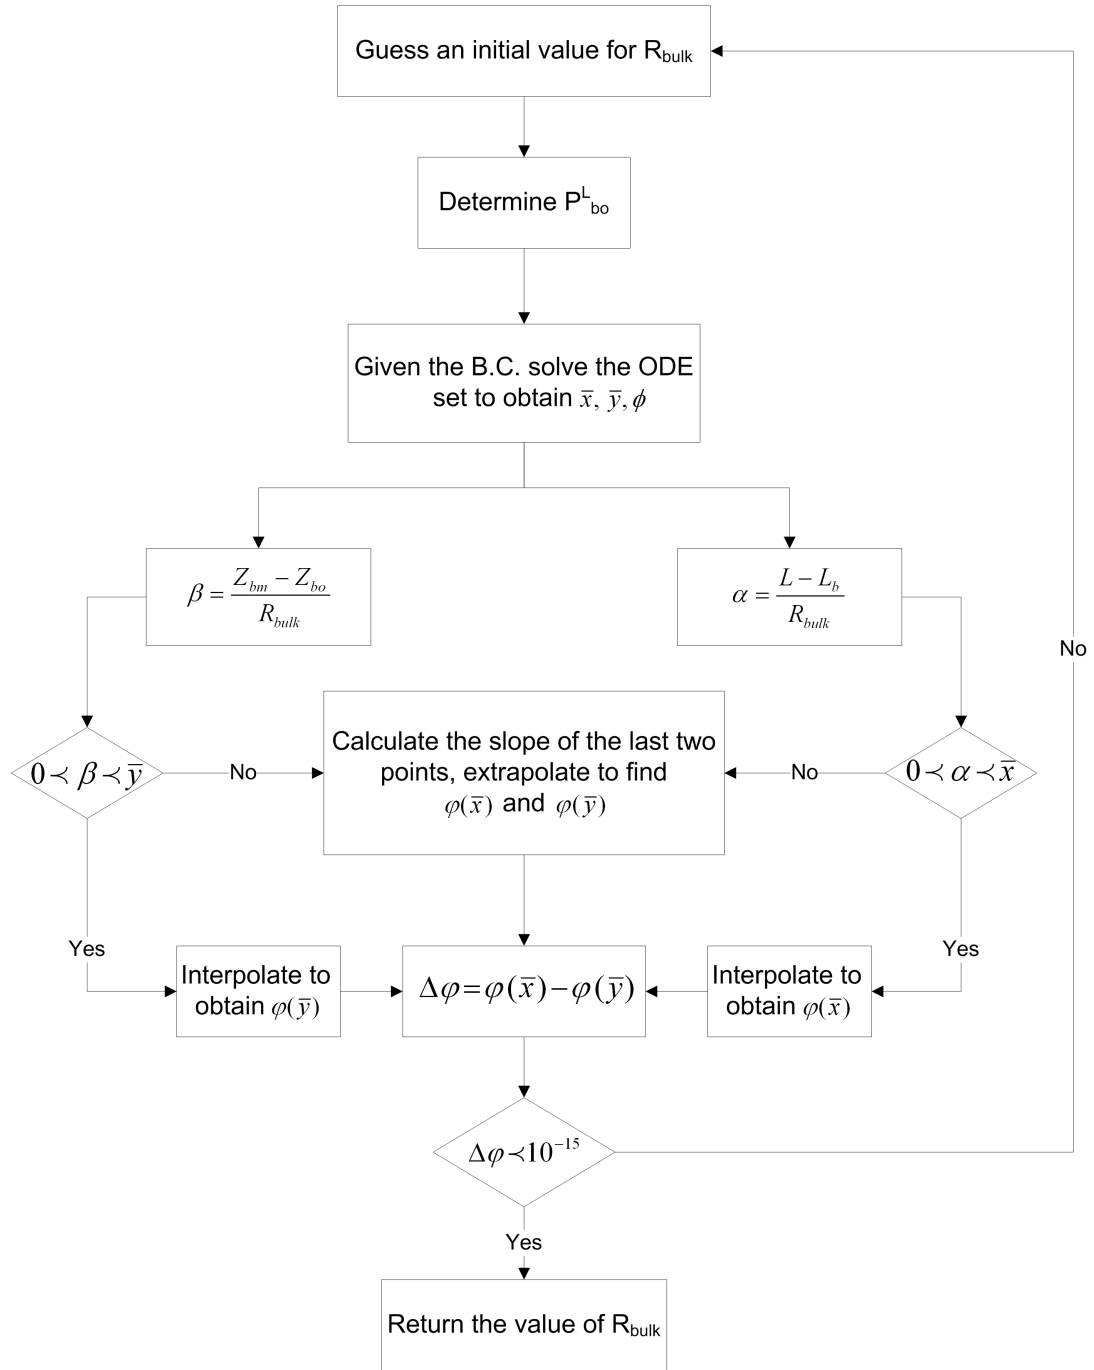 Guess an initial value for R_bulk
Determine P^L_bo
Given the B.C. solve the ODE
set to obtain x̅, y̅, ϕ
β = (Z_bm − Z_bo) / R_bulk
α = (L − L_b) / R_bulk
No
Calculate the slope of the last two
points, extrapolate to find
φ(x̅) and φ(y̅)
0 ≺ β ≺ y̅
No
No
0 ≺ α ≺ x̅
Yes
Yes
Interpolate to
obtain φ(y̅)
Δφ = φ(x̅) − φ(y̅)
Interpolate to
obtain φ(x̅)
Δφ ≺ 10^−15
Yes
Return the value of R_bulk